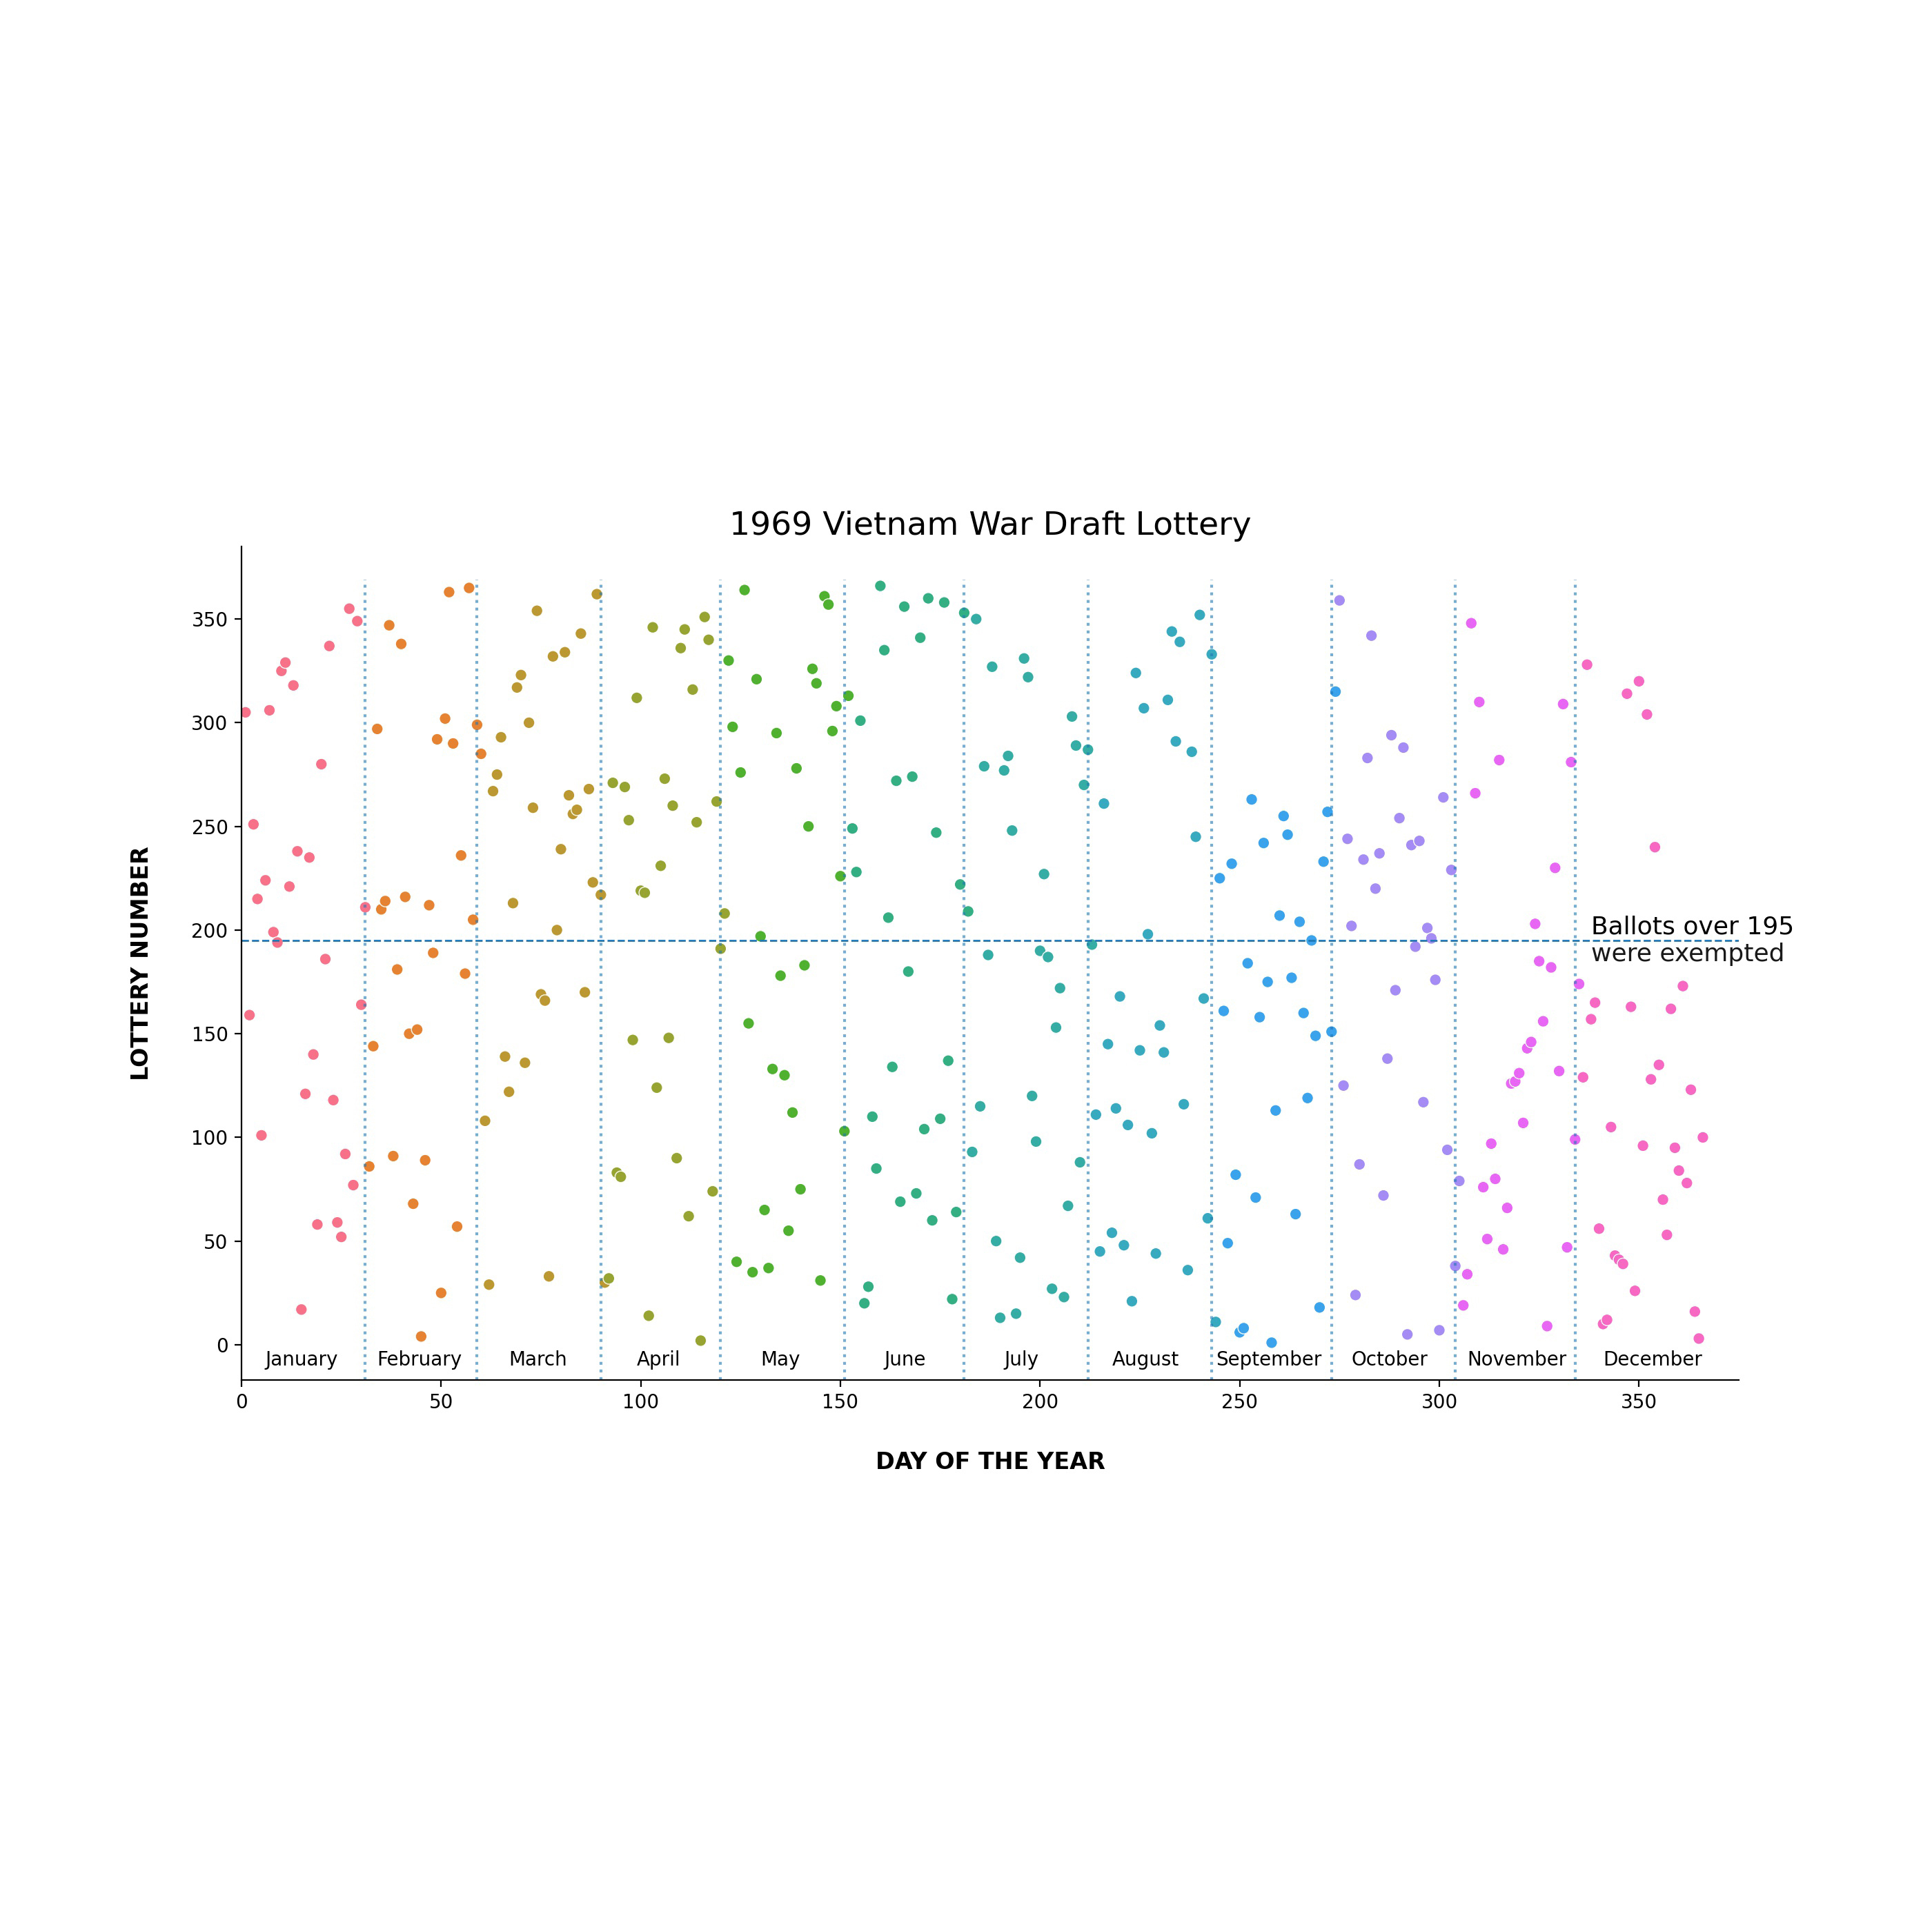 1969 Vietnam War Draft Lottery
LOTTERY NUMBER
350
300
250
200
150
100
50
0
Ballots over 195
were exempted
January February March April May June July August September October November December
0 50 100 150 200 250 300 350
DAY OF THE YEAR